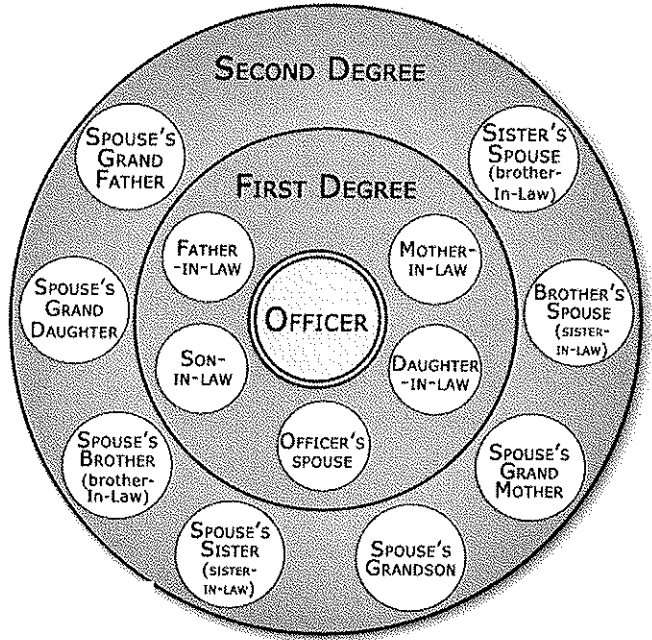 SECOND DEGREE
SPOUSE'S
GRAND
FATHER
SISTER'S
SPOUSE
(brother-
In-Law)
FIRST DEGREE
FATHER
-IN-LAW
MOTHER-
IN-LAW
SPOUSE'S
GRAND
DAUGHTER
OFFICER
BROTHER'S
SPOUSE
(SISTER-
IN-LAW)
SON-
IN-LAW
DAUGHTER
-IN-LAW
SPOUSE'S
BROTHER
(brother-
In-Law)
OFFICER'S
SPOUSE
SPOUSE'S
GRAND
MOTHER
SPOUSE'S
SISTER
(SISTER-
IN-LAW)
SPOUSE'S
GRANDSON